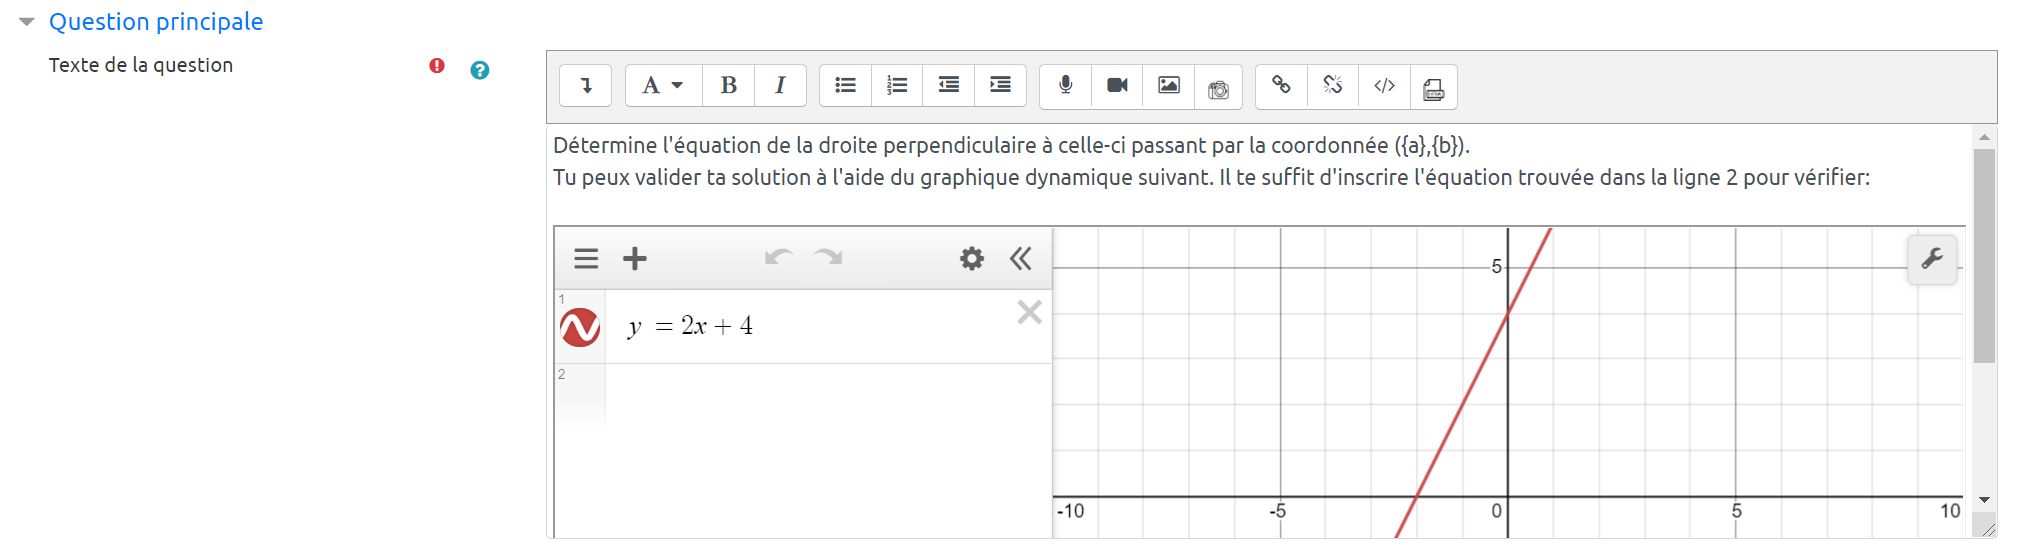 Question principale
Texte de la question
A B I
Détermine l'équation de la droite perpendiculaire à celle-ci passant par la coordonnée ({a},{b}).
Tu peux valider ta solution à l'aide du graphique dynamique suivant. Il te suffit d'inscrire l'équation trouvée dans la ligne 2 pour vérifier:
1
y = 2x + 4
2
5
-10 -5 0 5 10